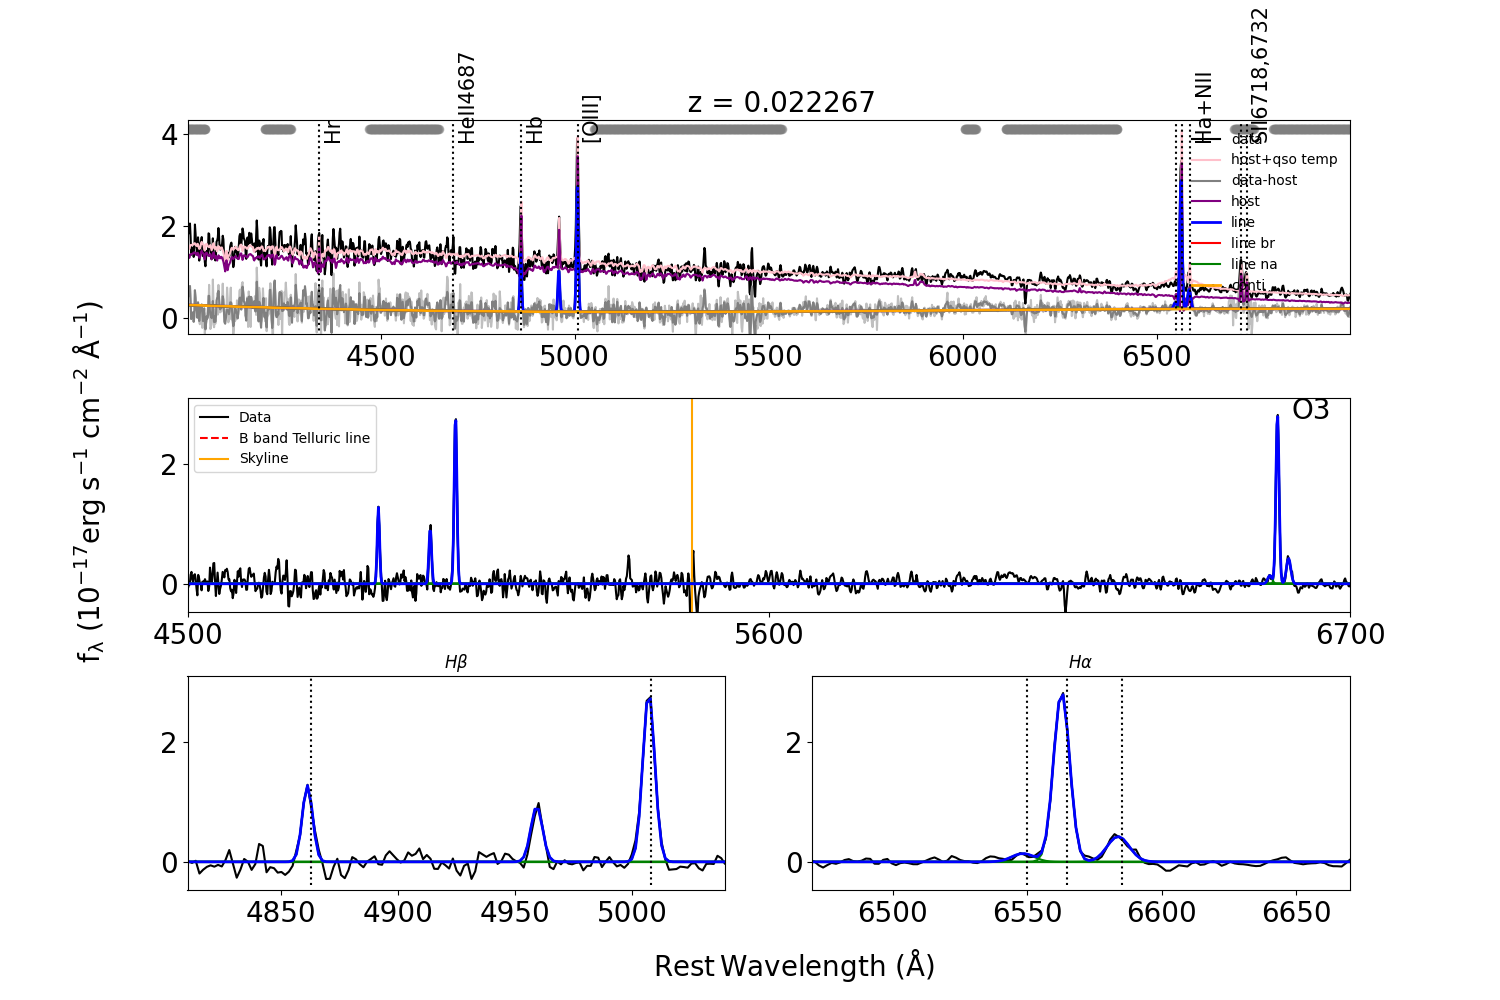 z = 0.022267
Hr
HeII4687
Hb
[OIII]
Ha+NII
SII6718,6732
4
2
0
data
host+qso temp
data-host
host
line
line br
line na
conti
4500
5000
5500
6000
6500
f_λ (10⁻¹⁷erg s⁻¹ cm⁻² Å⁻¹)
Data
B band Telluric line
Skyline
O3
2
0
4500
5600
6700
Hβ
2
0
4850
4900
4950
5000
Hα
2
0
6500
6550
6600
6650
Rest Wavelength (Å)